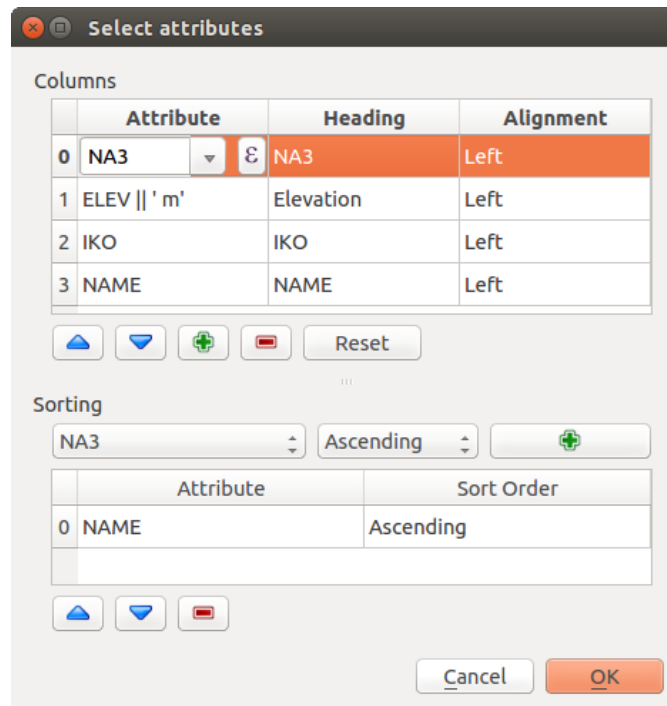 Select attributes
Columns
Attribute Heading Alignment
0 NA3 ε NA3 Left
1 ELEV || ' m' Elevation Left
2 IKO IKO Left
3 NAME NAME Left
Reset
Sorting
NA3 Ascending
Attribute Sort Order
0 NAME Ascending
Cancel OK